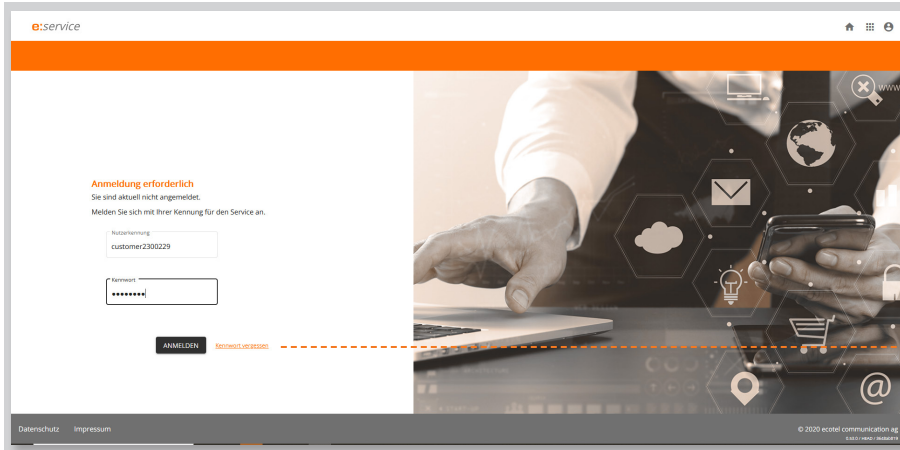 e:service
www
Anmeldung erforderlich
Sie sind aktuell nicht angemeldet.
Melden Sie sich mit Ihrer Kennung für den Service an.
Nutzerkennung
customer2300229
Kennwort
••••••••
ANMELDEN
Kennwort vergessen
@
Datenschutz Impressum
© 2020 ecotel communication ag